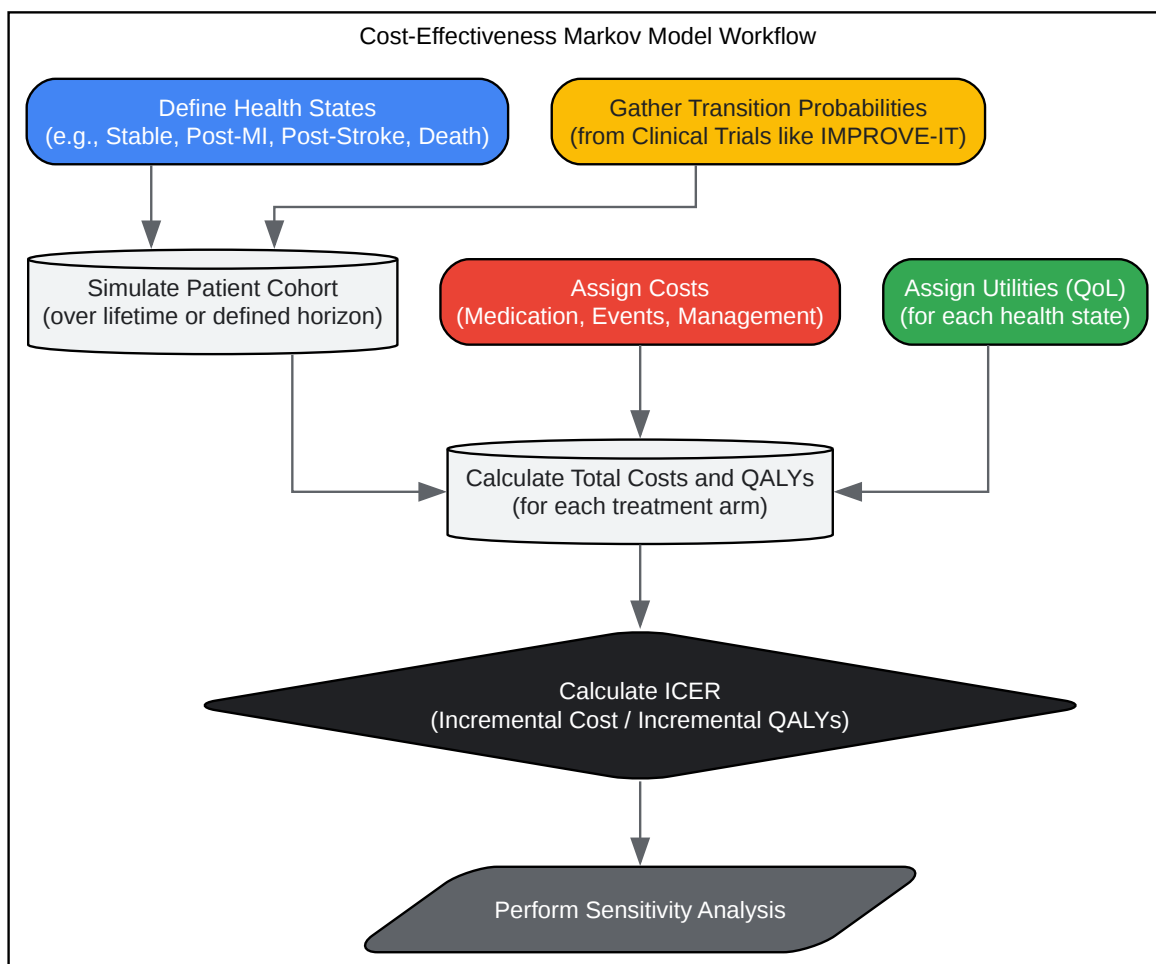 Cost-Effectiveness Markov Model Workflow
Define Health States
(e.g., Stable, Post-MI, Post-Stroke, Death)
Gather Transition Probabilities
(from Clinical Trials like IMPROVE-IT)
Simulate Patient Cohort
(over lifetime or defined horizon)
Assign Costs
(Medication, Events, Management)
Assign Utilities (QoL)
(for each health state)
Calculate Total Costs and QALYs
(for each treatment arm)
Calculate ICER
(Incremental Cost / Incremental QALYs)
Perform Sensitivity Analysis